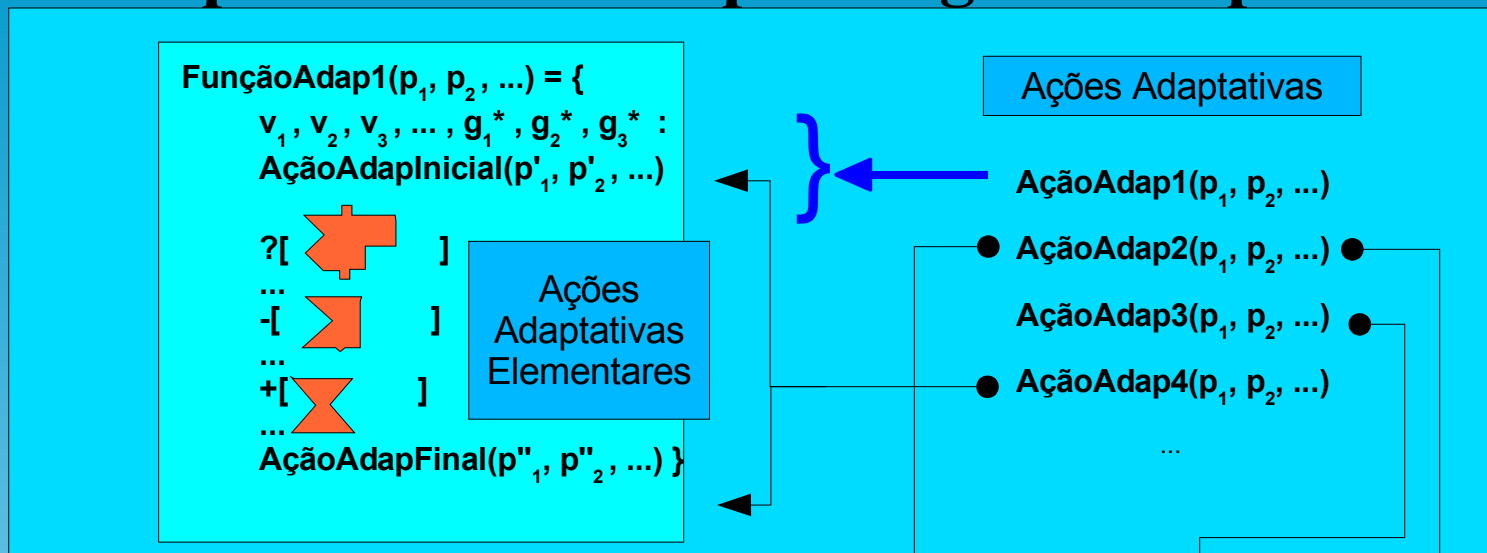 FunçãoAdap1(p₁, p₂, ...) = {
v₁, v₂, v₃, ... , g₁*, g₂*, g₃* :
AçãoAdapInicial(p'₁, p'₂, ...)
?[ ]
...
-[ ]
...
+[ ]
...
AçãoAdapFinal(p"₁, p"₂, ...) }
Ações
Adaptativas
Elementares
Ações Adaptativas
AçãoAdap1(p₁, p₂, ...)
AçãoAdap2(p₁, p₂, ...)
AçãoAdap3(p₁, p₂, ...)
AçãoAdap4(p₁, p₂, ...)
...